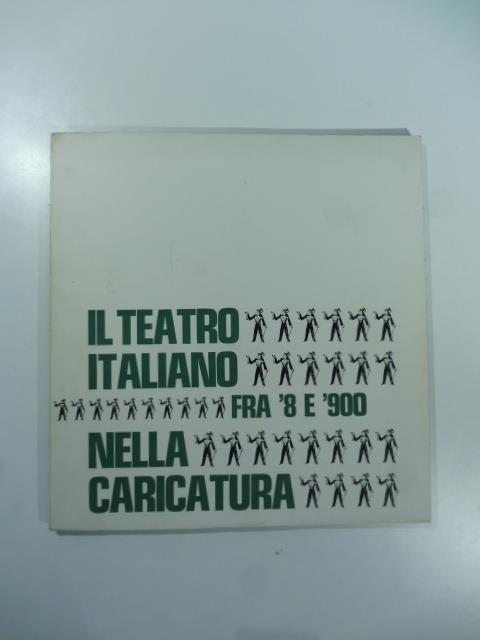 IL TEATRO
ITALIANO
FRA '8 E '900
NELLA
CARICATURA